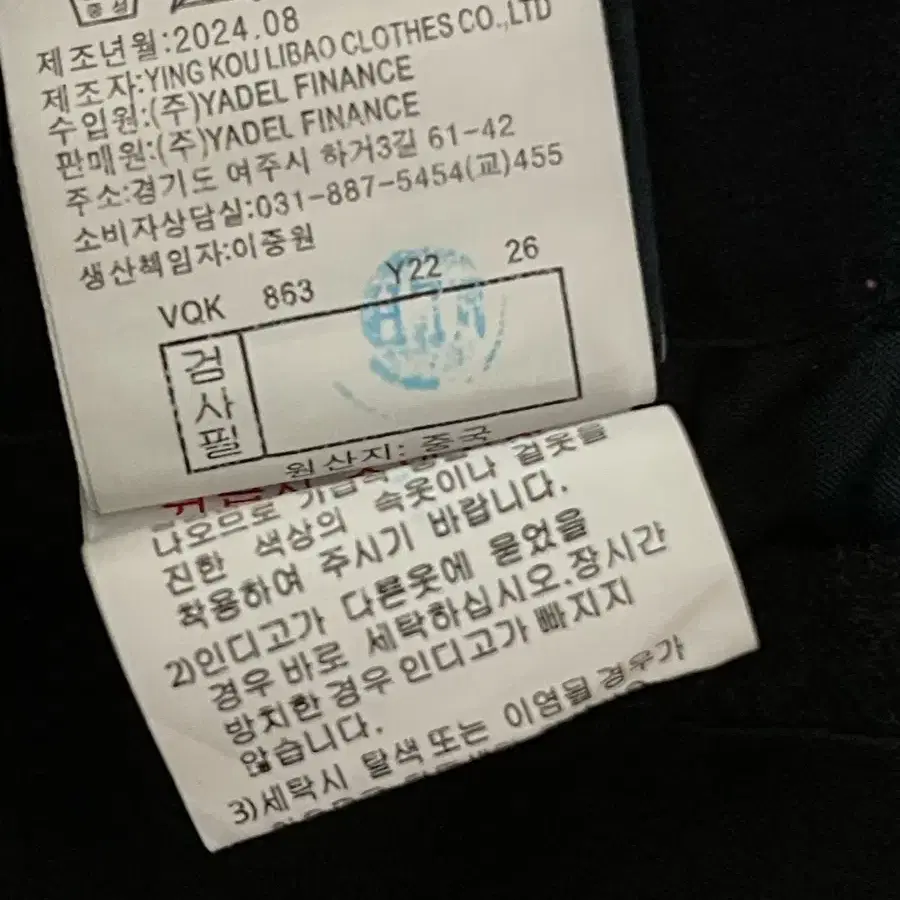 중성
제조년월:2024.08
제조자:YING KOU LIBAO CLOTHES CO.,LTD
수입원:(주)YADEL FINANCE
판매원:(주)YADEL FINANCE
주소:경기도 여주시 하거3길 61-42
소비자상담실:031-887-5454(교)455
생산책임자:이중원
VQK 863 Y22 26
검사필
원산지: 중국
겉옷을
나오므로 가급적
진한 색상의 속옷이나
착용하여 주시기 바랍니다.
2)인디고가 다른옷에 묻었을
경우 바로 세탁하십시오.장시간
방치한 경우 인디고가 빠지지
않습니다.
3)세탁시 탈색 또는 이염될 경우가